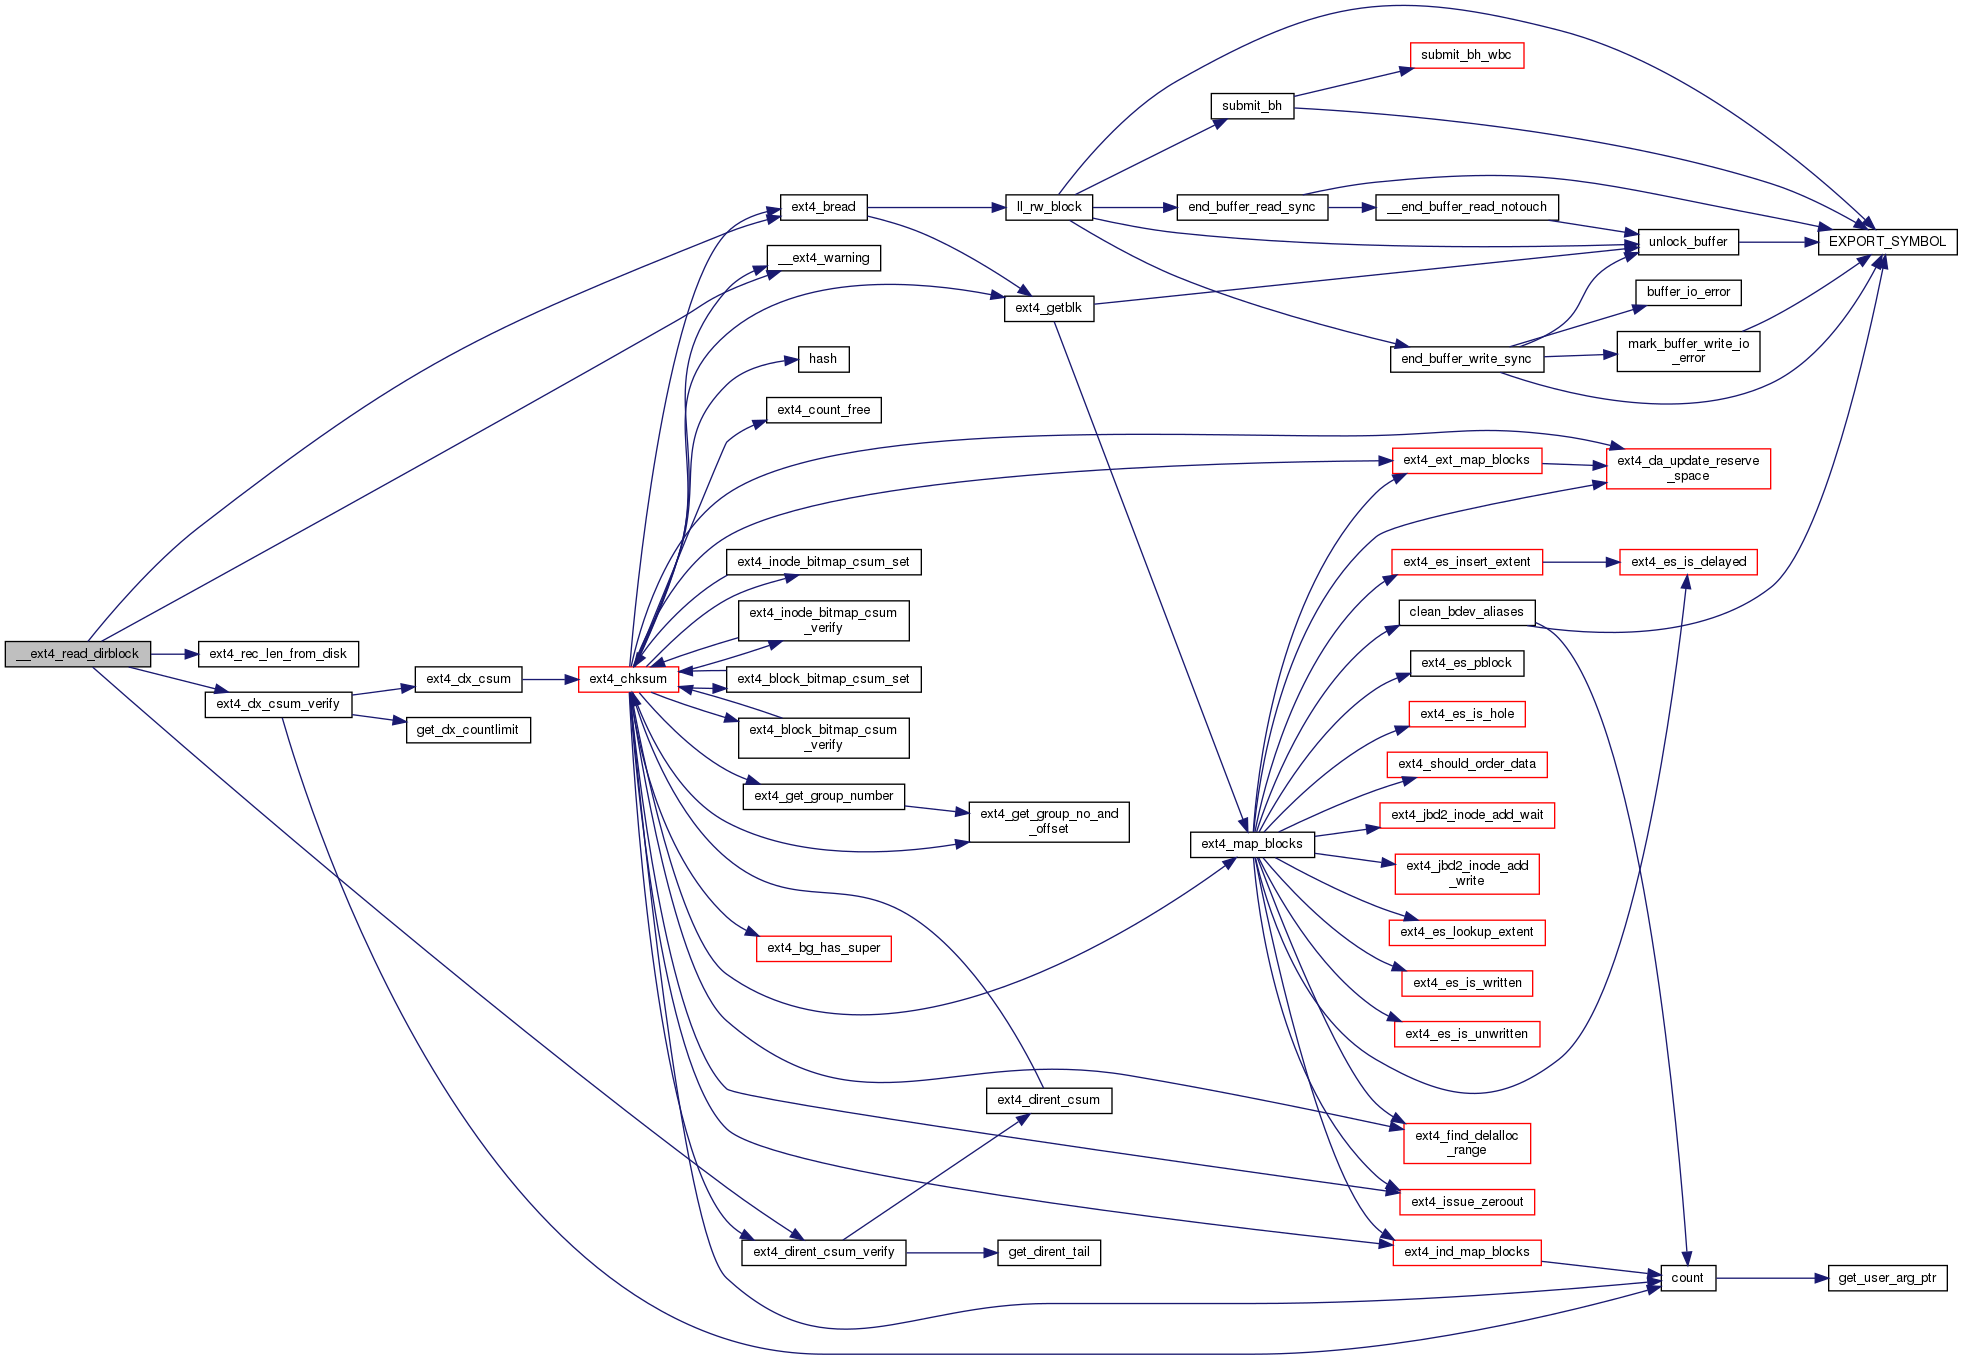 submit_bh_wbc
submit_bh
ext4_bread
ll_rw_block
end_buffer_read_sync
__end_buffer_read_notouch
unlock_buffer
EXPORT_SYMBOL
__ext4_warning
ext4_getblk
buffer_io_error
hash
end_buffer_write_sync
mark_buffer_write_io
_error
ext4_count_free
ext4_ext_map_blocks
ext4_da_update_reserve
_space
ext4_inode_bitmap_csum_set
ext4_es_insert_extent
ext4_es_is_delayed
ext4_inode_bitmap_csum
_verify
clean_bdev_aliases
__ext4_read_dirblock
ext4_rec_len_from_disk
ext4_es_pblock
ext4_dx_csum
ext4_chksum
ext4_block_bitmap_csum_set
ext4_dx_csum_verify
ext4_es_is_hole
get_dx_countlimit
ext4_block_bitmap_csum
_verify
ext4_should_order_data
ext4_get_group_number
ext4_get_group_no_and
_offset
ext4_jbd2_inode_add_wait
ext4_map_blocks
ext4_jbd2_inode_add
_write
ext4_es_lookup_extent
ext4_bg_has_super
ext4_es_is_written
ext4_es_is_unwritten
ext4_dirent_csum
ext4_find_delalloc
_range
ext4_issue_zeroout
ext4_dirent_csum_verify
get_dirent_tail
ext4_ind_map_blocks
count
get_user_arg_ptr